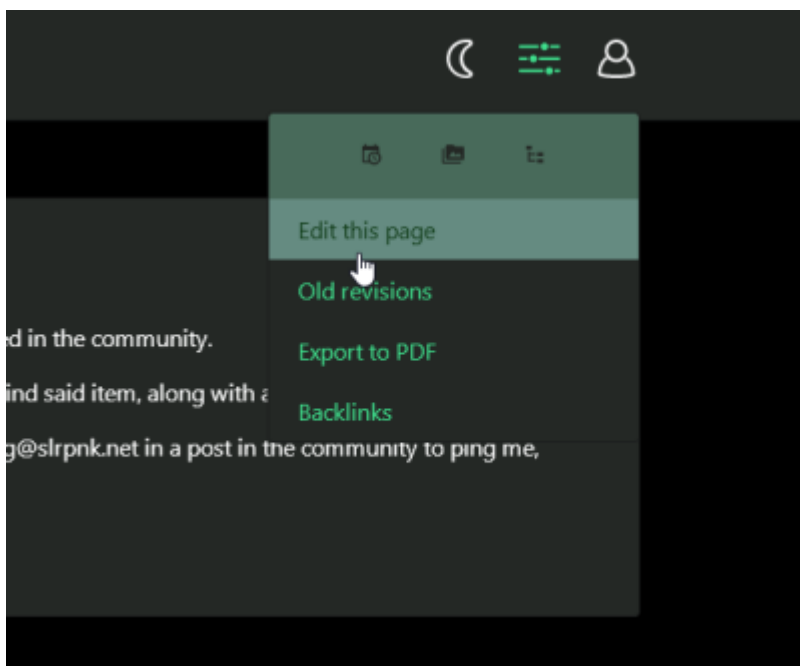 Edit this page
Old revisions
ed in the community.
Export to PDF
ind said item, along with a
Backlinks
g@slrpnk.net in a post in the community to ping me,